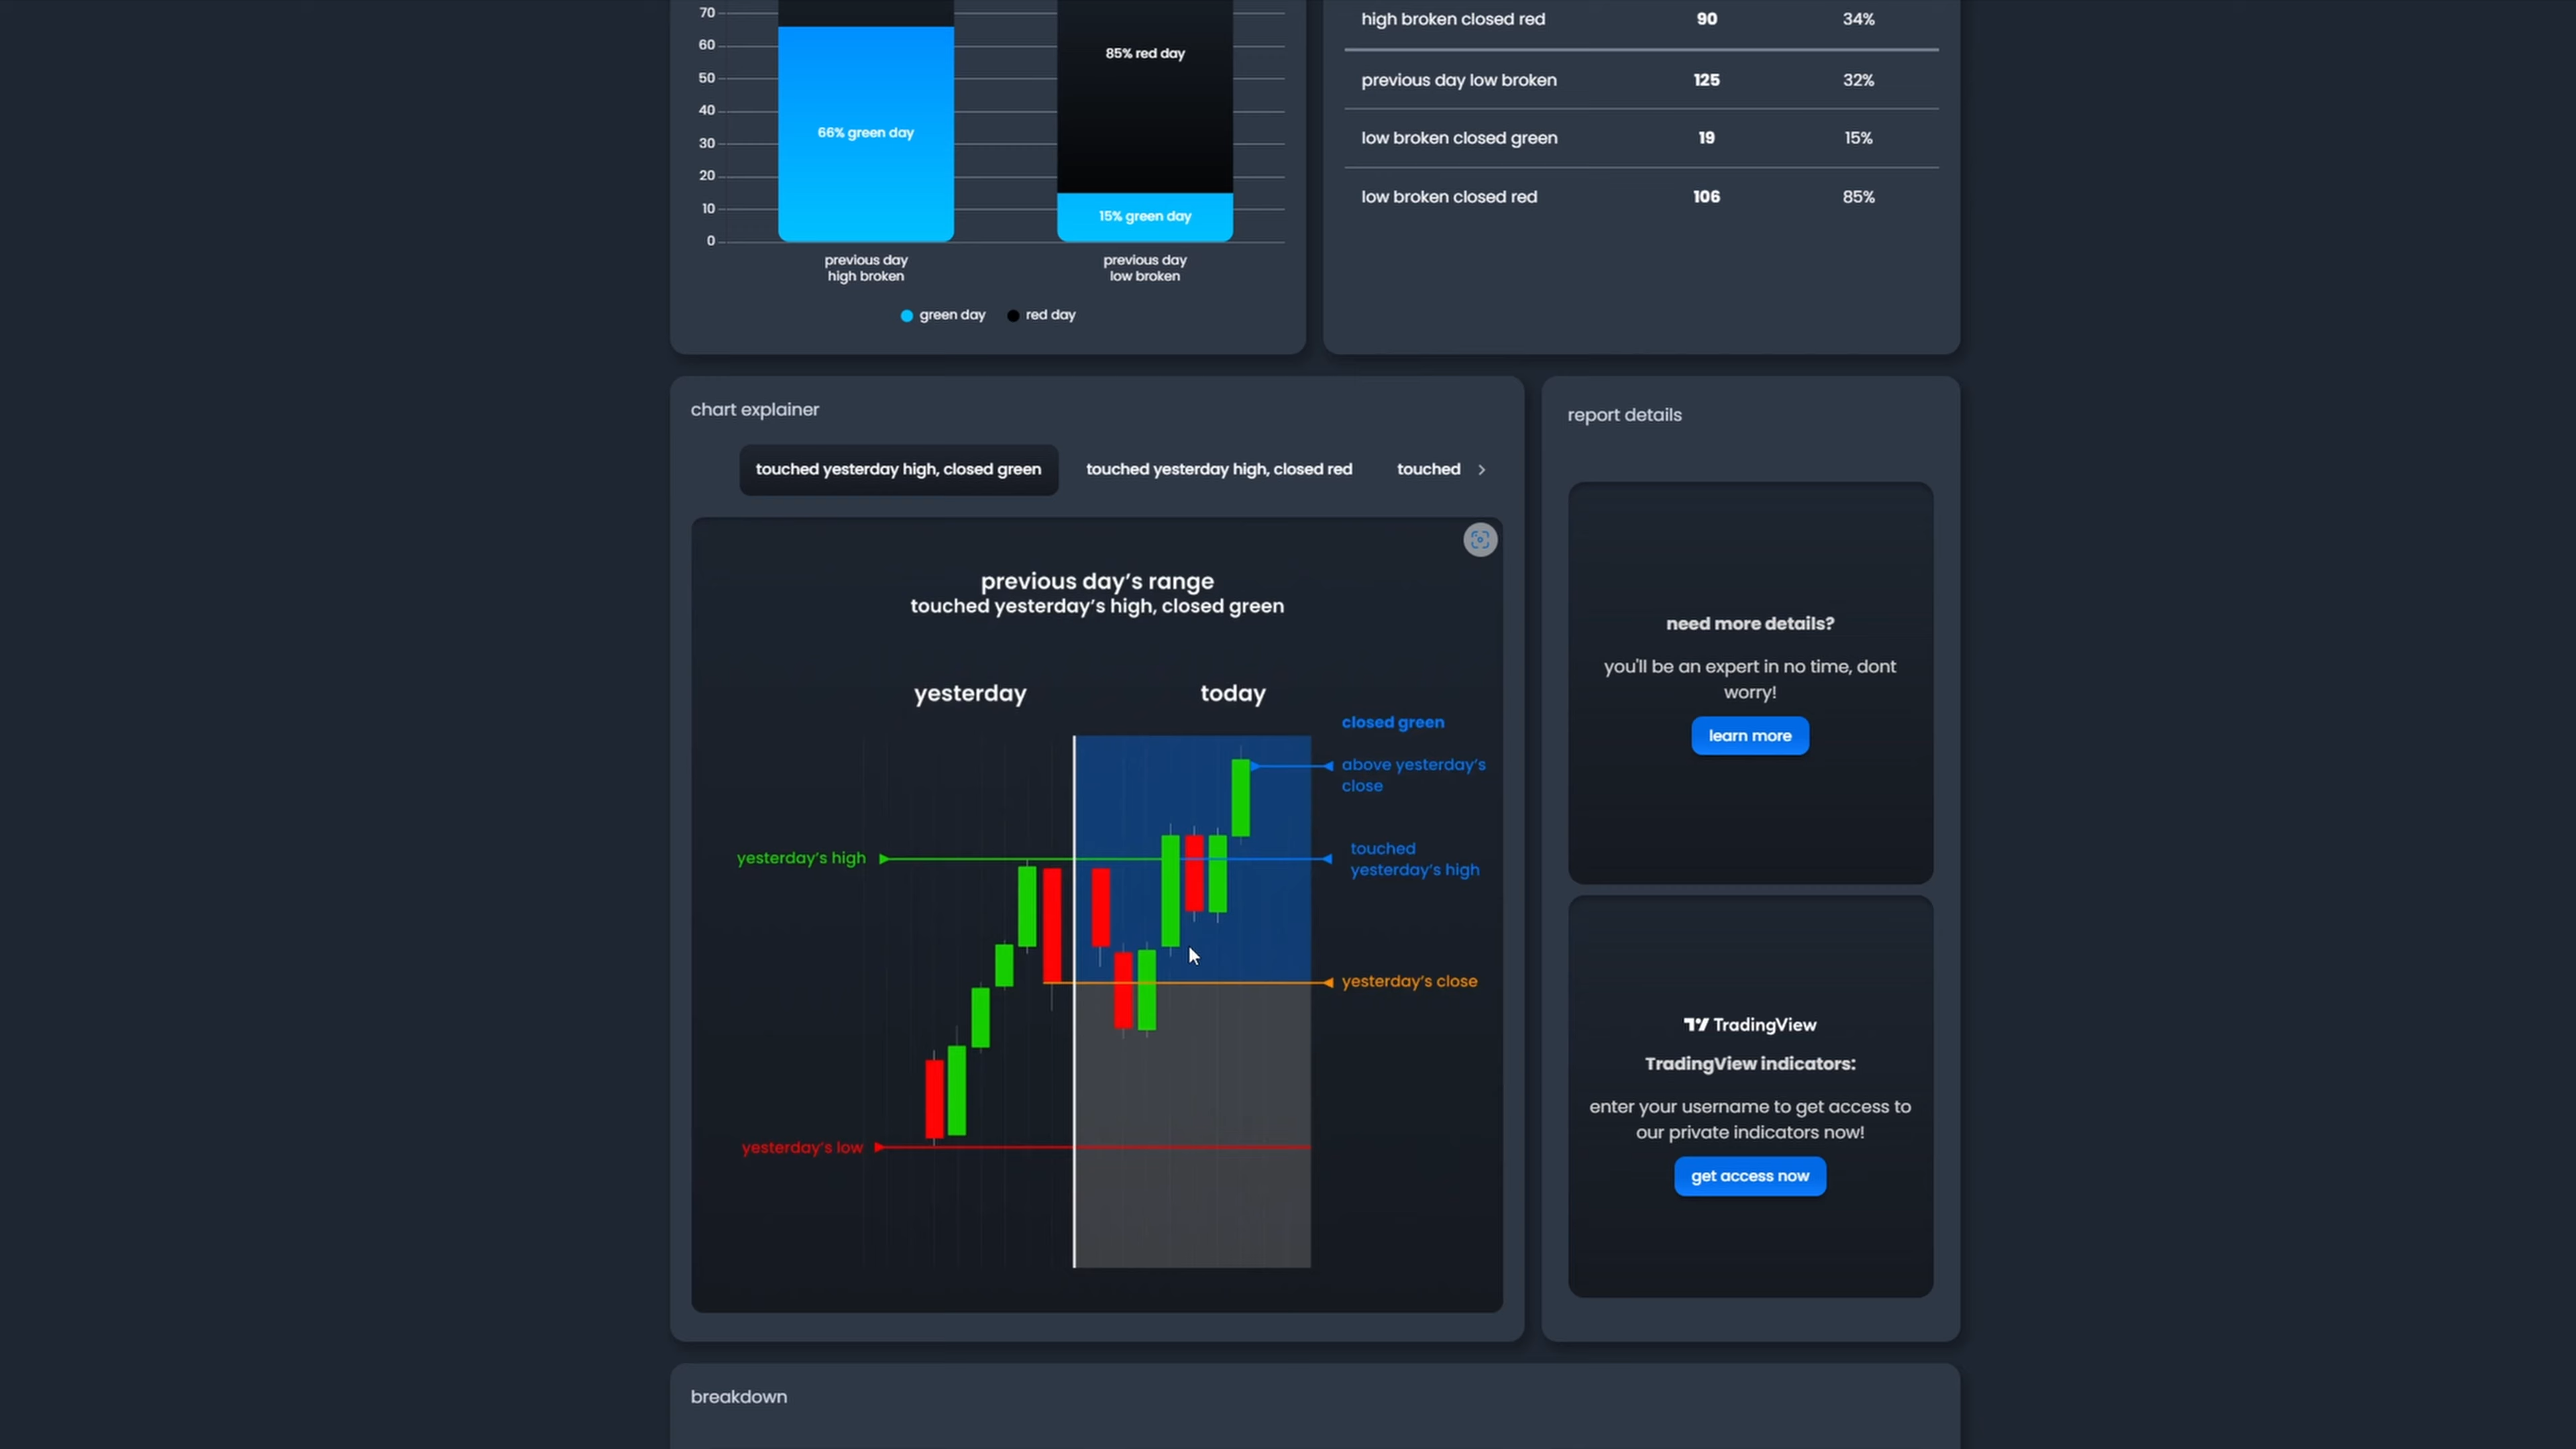 70
60
50
40
30
20
10
0
66% green day
85% red day
15% green day
previous day
high broken
previous day
low broken
green day
red day
high broken closed red 90 34%
previous day low broken 125 32%
low broken closed green 19 15%
low broken closed red 106 85%
chart explainer
touched yesterday high, closed green
touched yesterday high, closed red
touched
previous day’s range
touched yesterday’s high, closed green
yesterday
today
closed green
above yesterday’s
close
yesterday’s high
touched
yesterday’s high
yesterday’s close
yesterday’s low
report details
need more details?
you'll be an expert in no time, dont
worry!
learn more
TradingView
TradingView indicators:
enter your username to get access to
our private indicators now!
get access now
breakdown